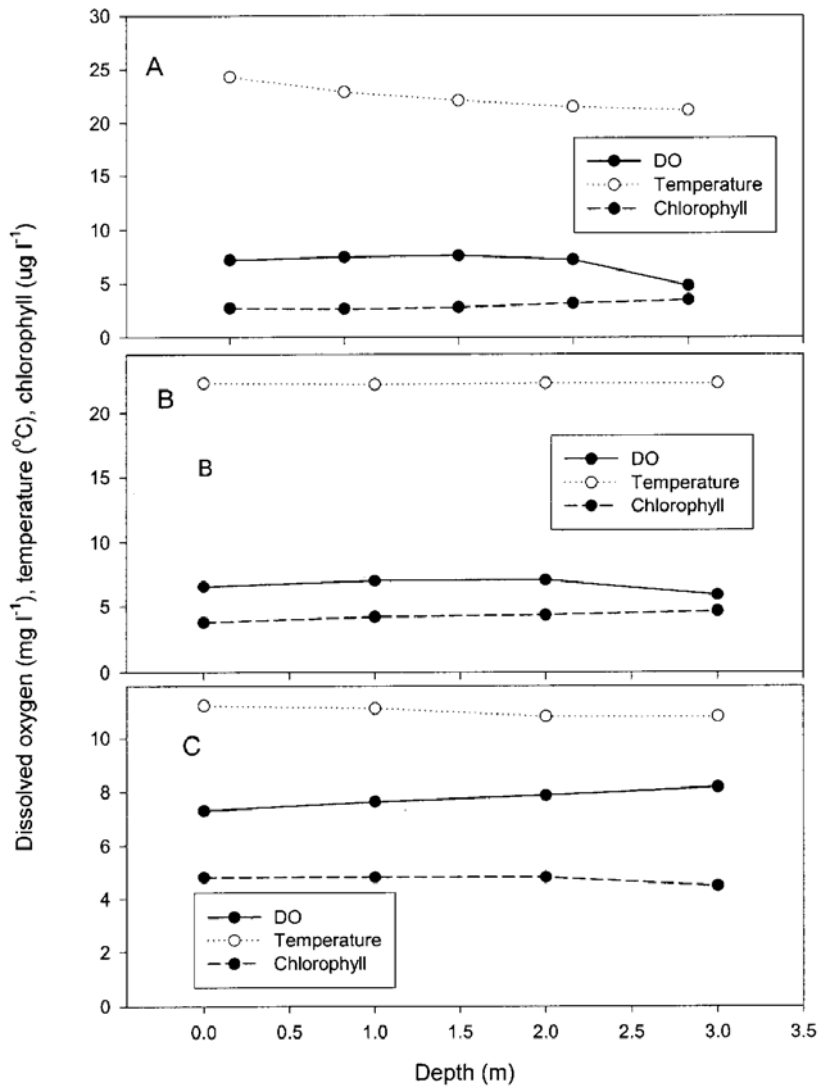 Dissolved oxygen (mg l⁻¹), temperature (°C), chlorophyll (ug l⁻¹)
30
25
20
15
10
5
0
A
DO
Temperature
Chlorophyll
20
15
10
5
0
B
B
DO
Temperature
Chlorophyll
10
8
6
4
2
0
C
DO
Temperature
Chlorophyll
0.0 0.5 1.0 1.5 2.0 2.5 3.0 3.5
Depth (m)